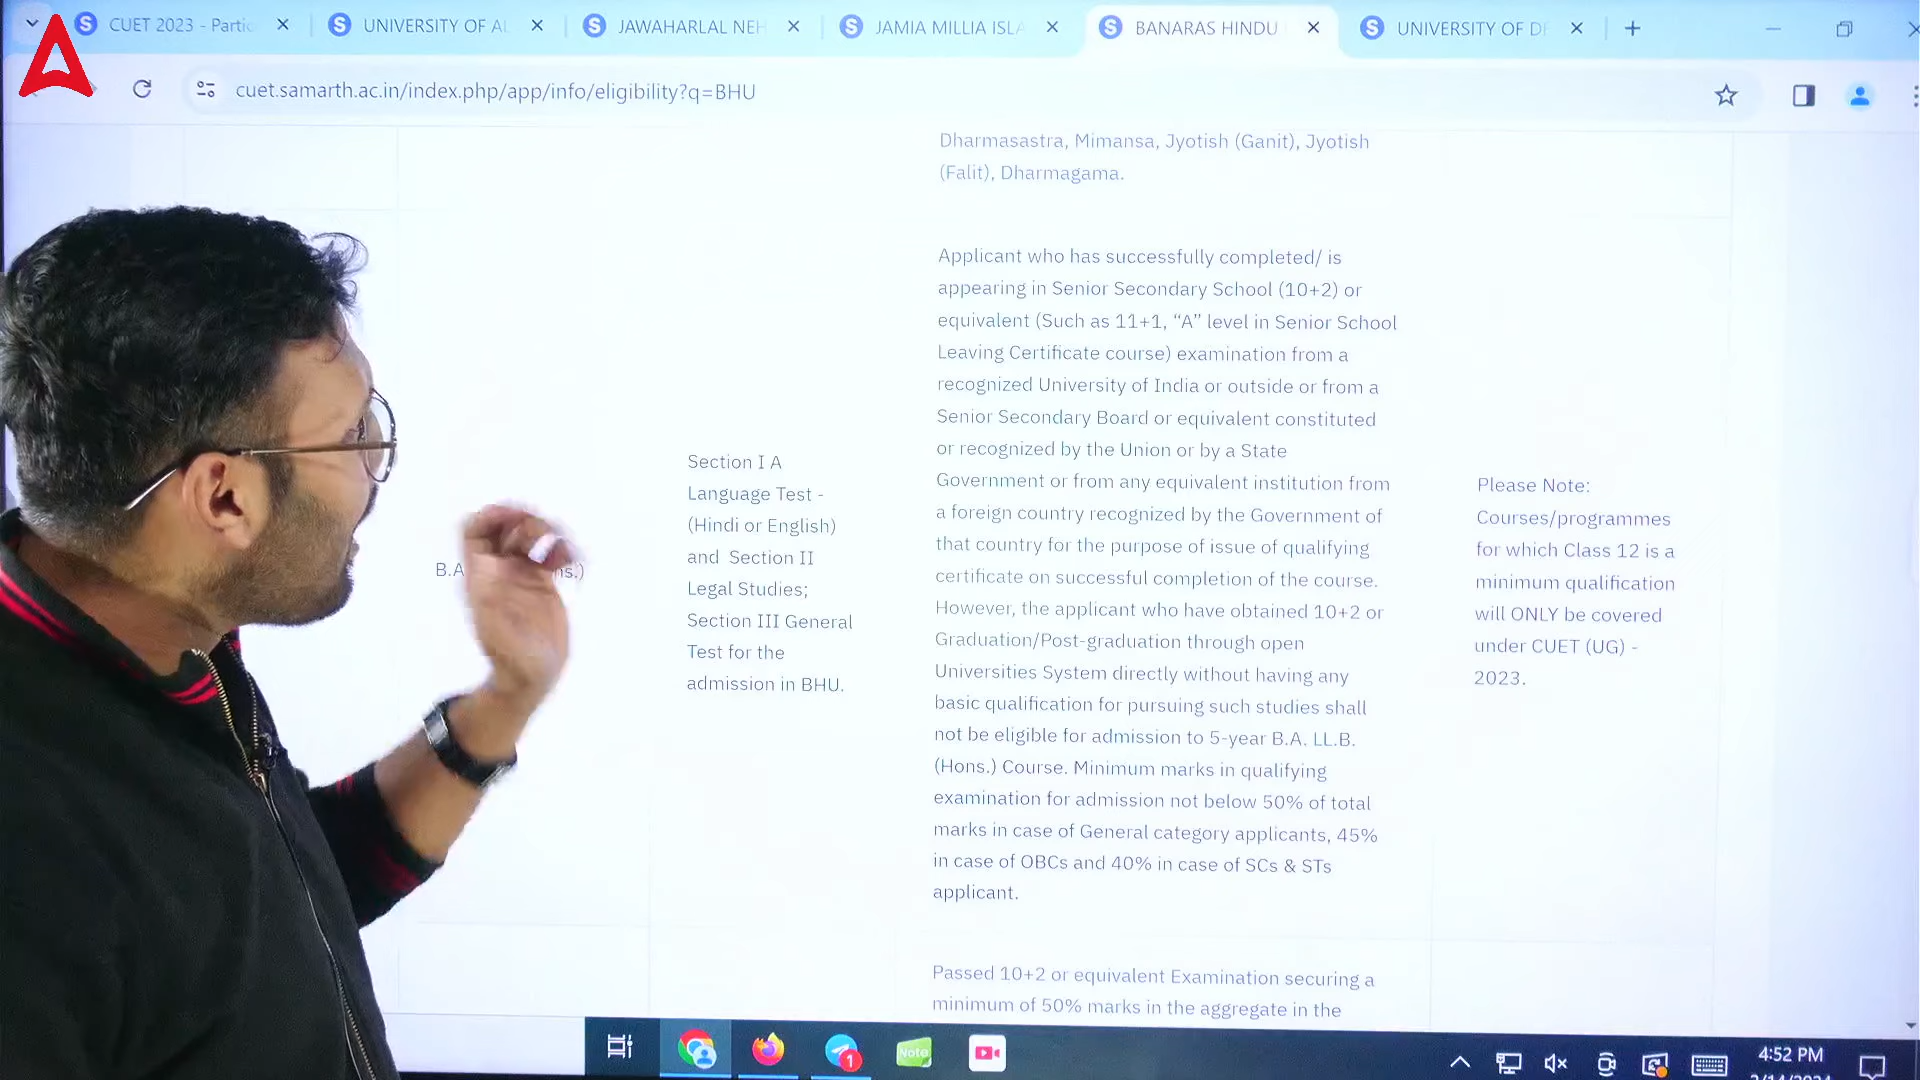 CUET 2023 - Partic
UNIVERSITY OF AL
JAWAHARLAL NEH
JAMIA MILLIA ISLA
BANARAS HINDU
UNIVERSITY OF DE
cuet.samarth.ac.in/index.php/app/info/eligibility?q=BHU
Dharmasastra, Mimansa, Jyotish (Ganit), Jyotish
(Falit), Dharmagama.
B.A
ns.)
Section I A
Language Test -
(Hindi or English)
and Section II
Legal Studies;
Section III General
Test for the
admission in BHU.
Applicant who has successfully completed/ is
appearing in Senior Secondary School (10+2) or
equivalent (Such as 11+1, “A” level in Senior School
Leaving Certificate course) examination from a
recognized University of India or outside or from a
Senior Secondary Board or equivalent constituted
or recognized by the Union or by a State
Government or from any equivalent institution from
a foreign country recognized by the Government of
that country for the purpose of issue of qualifying
certificate on successful completion of the course.
However, the applicant who have obtained 10+2 or
Graduation/Post-graduation through open
Universities System directly without having any
basic qualification for pursuing such studies shall
not be eligible for admission to 5-year B.A. LL.B.
(Hons.) Course. Minimum marks in qualifying
examination for admission not below 50% of total
marks in case of General category applicants, 45%
in case of OBCs and 40% in case of SCs & STs
applicant.
Please Note:
Courses/programmes
for which Class 12 is a
minimum qualification
will ONLY be covered
under CUET (UG) -
2023.
Passed 10+2 or equivalent Examination securing a
minimum of 50% marks in the aggregate in the
Note
1
4:52 PM